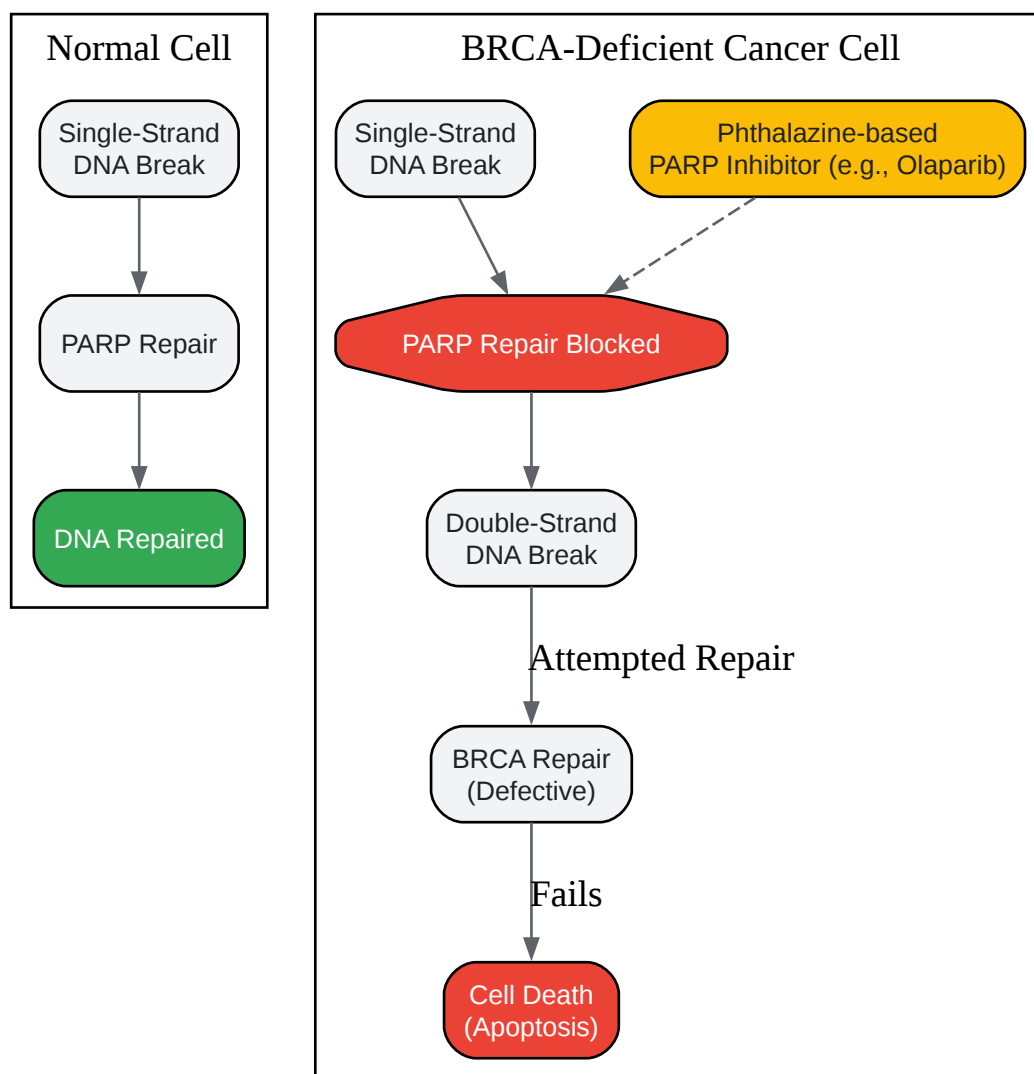 Normal Cell
Single-Strand
DNA Break
PARP Repair
DNA Repaired
BRCA-Deficient Cancer Cell
Single-Strand
DNA Break
Phthalazine-based
PARP Inhibitor (e.g., Olaparib)
PARP Repair Blocked
Double-Strand
DNA Break
Attempted Repair
BRCA Repair
(Defective)
Fails
Cell Death
(Apoptosis)